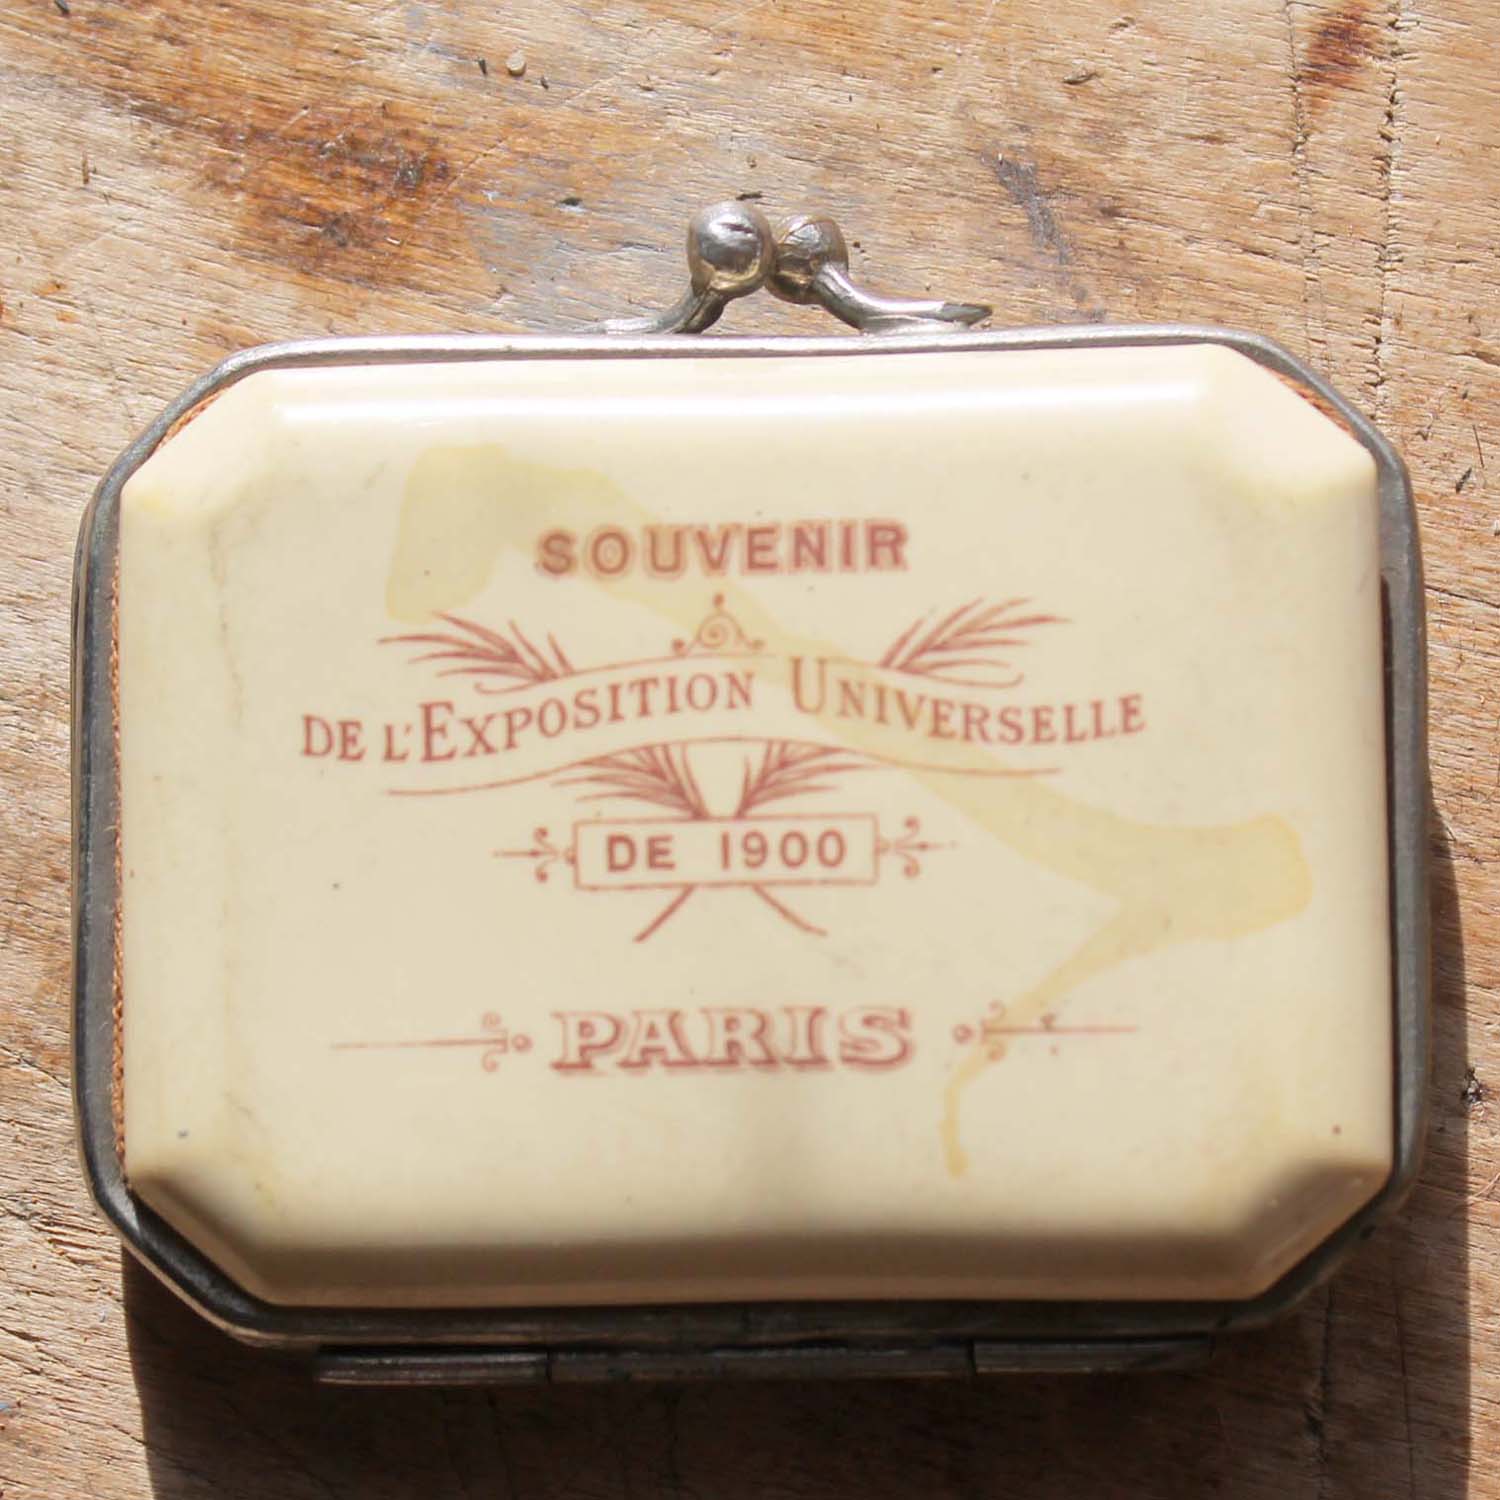 SOUVENIR
DE L'EXPOSITION UNIVERSELLE
DE 1900
PARIS